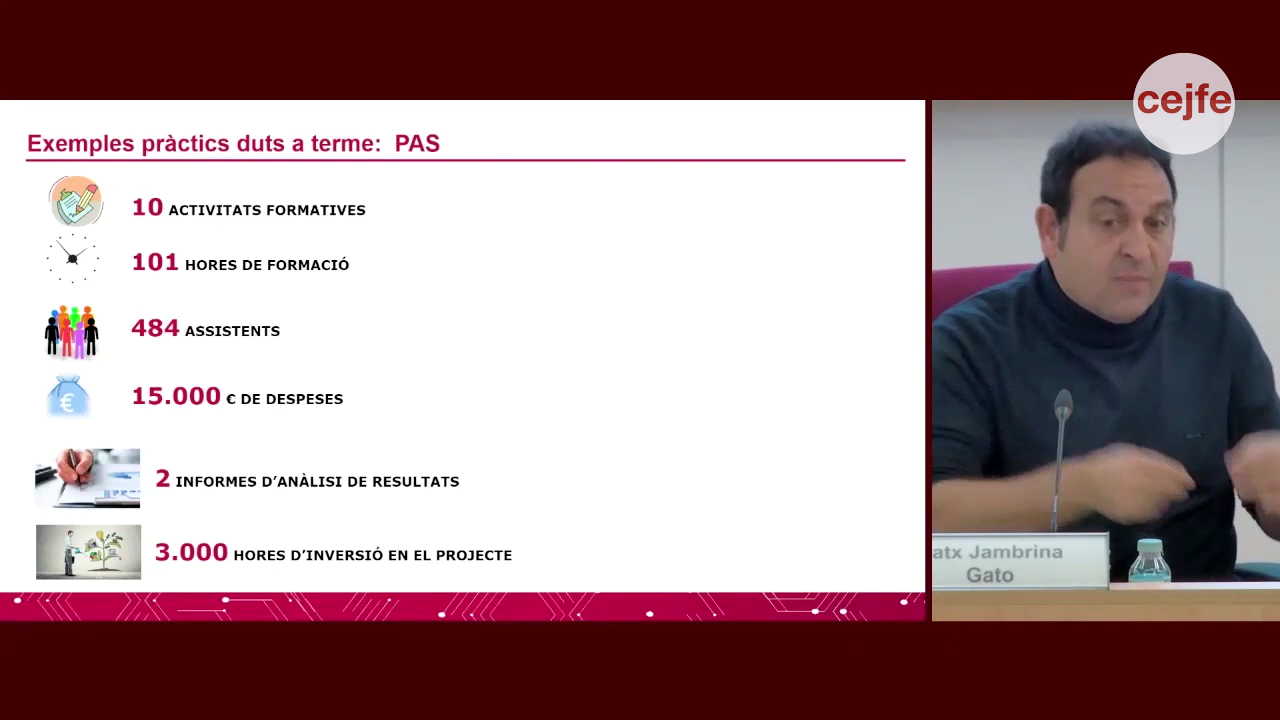 cejfe
Exemples pràctics duts a terme: PAS
10 ACTIVITATS FORMATIVES
101 HORES DE FORMACIÓ
484 ASSISTENTS
15.000 € DE DESPESES
€
2 INFORMES D'ANÀLISI DE RESULTATS
3.000 HORES D'INVERSIÓ EN EL PROJECTE
atx Jambrina
Gato